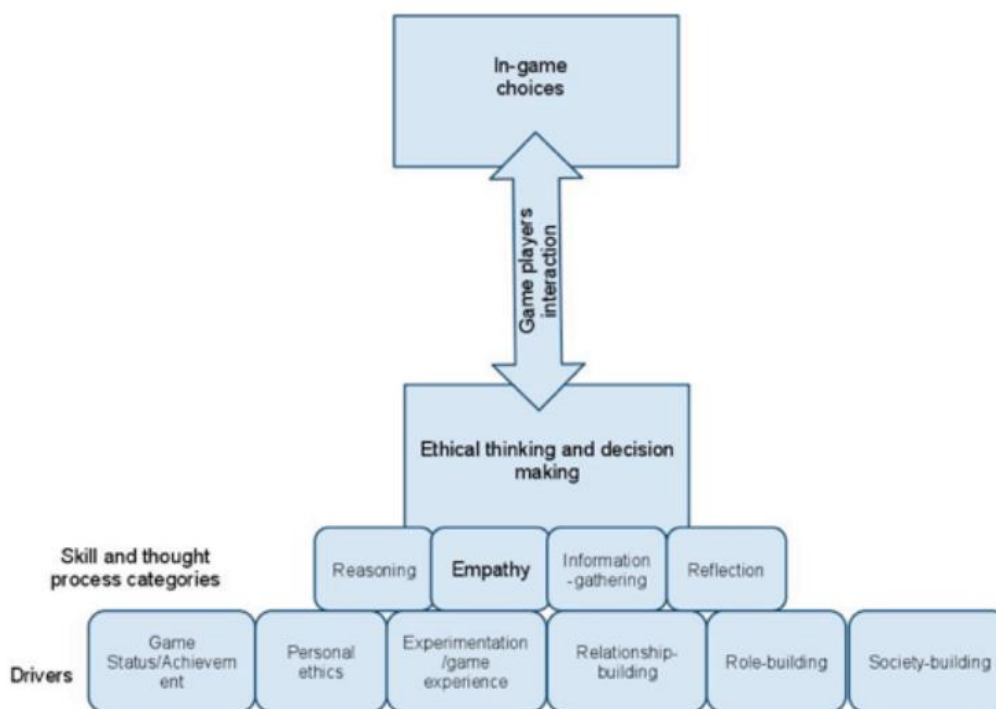 In-game
choices
Game players
interaction
Ethical thinking and decision
making
Skill and thought
process categories
Reasoning
Empathy
Information
-gathering
Reflection
Drivers
Game
Status/Achievem
ent
Personal
ethics
Experimentation
/game
experience
Relationship-
building
Role-building
Society-building